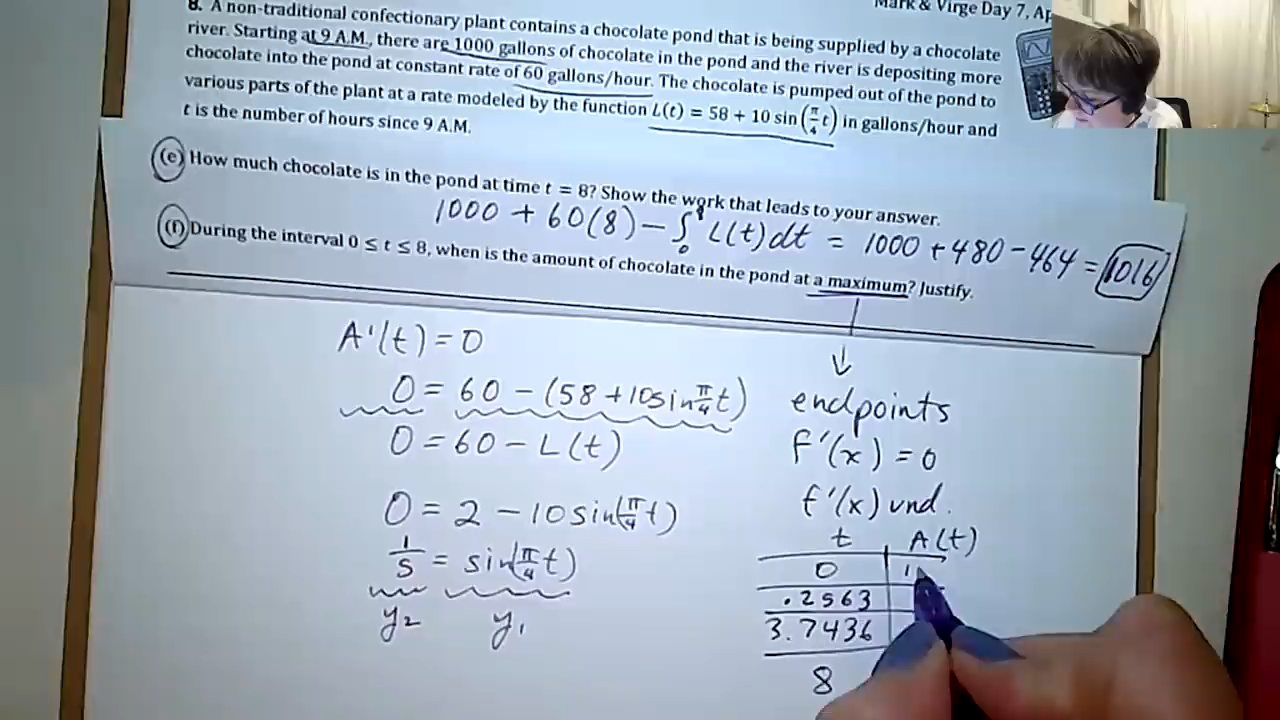 Mark & Virge Day 7, Ap
8. A non-traditional confectionary plant contains a chocolate pond that is being supplied by a chocolate
river. Starting at 9 A.M., there are 1000 gallons of chocolate in the pond and the river is depositing more
chocolate into the pond at constant rate of 60 gallons/hour. The chocolate is pumped out of the pond to
various parts of the plant at a rate modeled by the function L(t) = 58 + 10 sin(π/4 t) in gallons/hour and
t is the number of hours since 9 A.M.
(e) How much chocolate is in the pond at time t = 8? Show the work that leads to your answer.
1000 + 60(8) − ∫₀⁸ L(t)dt = 1000 + 480 − 464 = 1016
(f) During the interval 0 ≤ t ≤ 8, when is the amount of chocolate in the pond at a maximum? Justify.
A'(t) = 0
0 = 60 − (58 + 10 sin π/4 t)
0 = 60 − L(t)
0 = 2 − 10 sin(π/4 t)
1/5 = sin(π/4 t)
y₂ y₁
endpoints
f'(x) = 0
f'(x) und.
t A(t)
0 1
.2563
3.7436
8